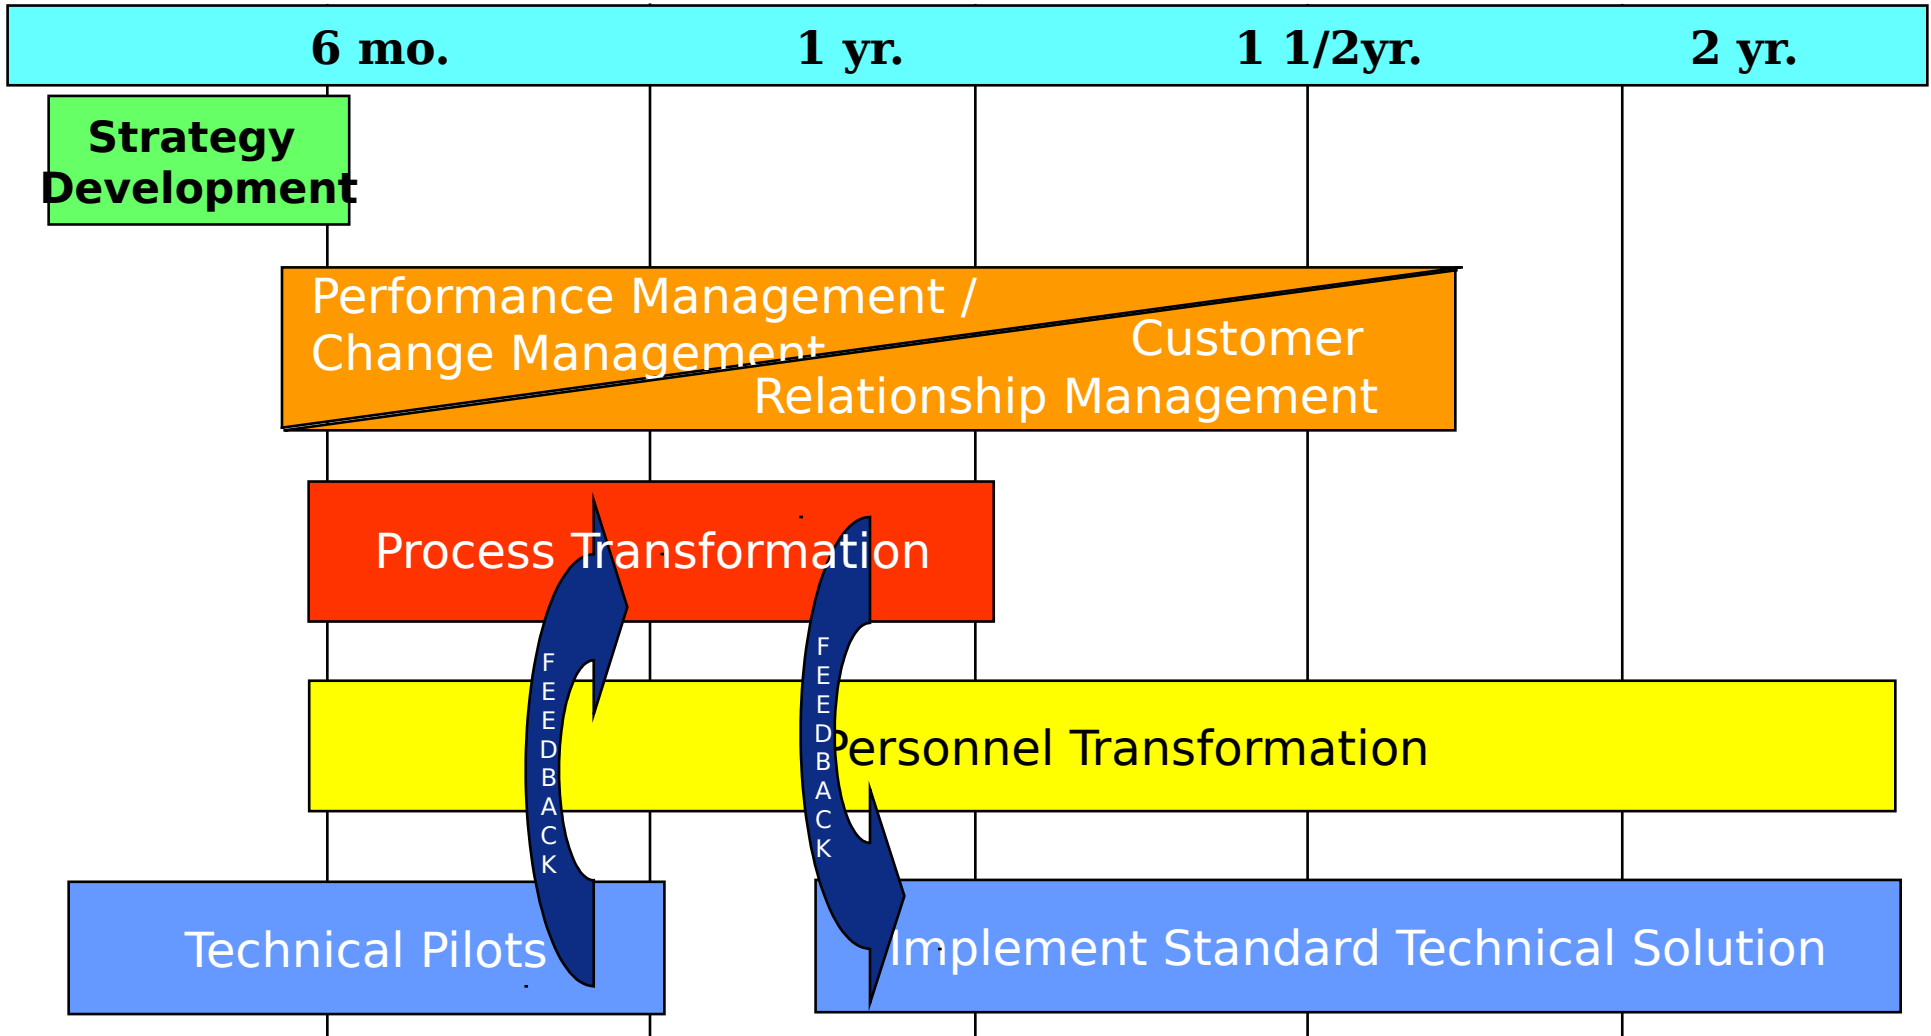 6 mo. 1 yr. 1 1/2yr. 2 yr.
Strategy
Development
Performance Management /
Change Management
Customer
Relationship Management
Process Transformation
FEEDBACK
FEEDBACK
Personnel Transformation
Technical Pilots
Implement Standard Technical Solution